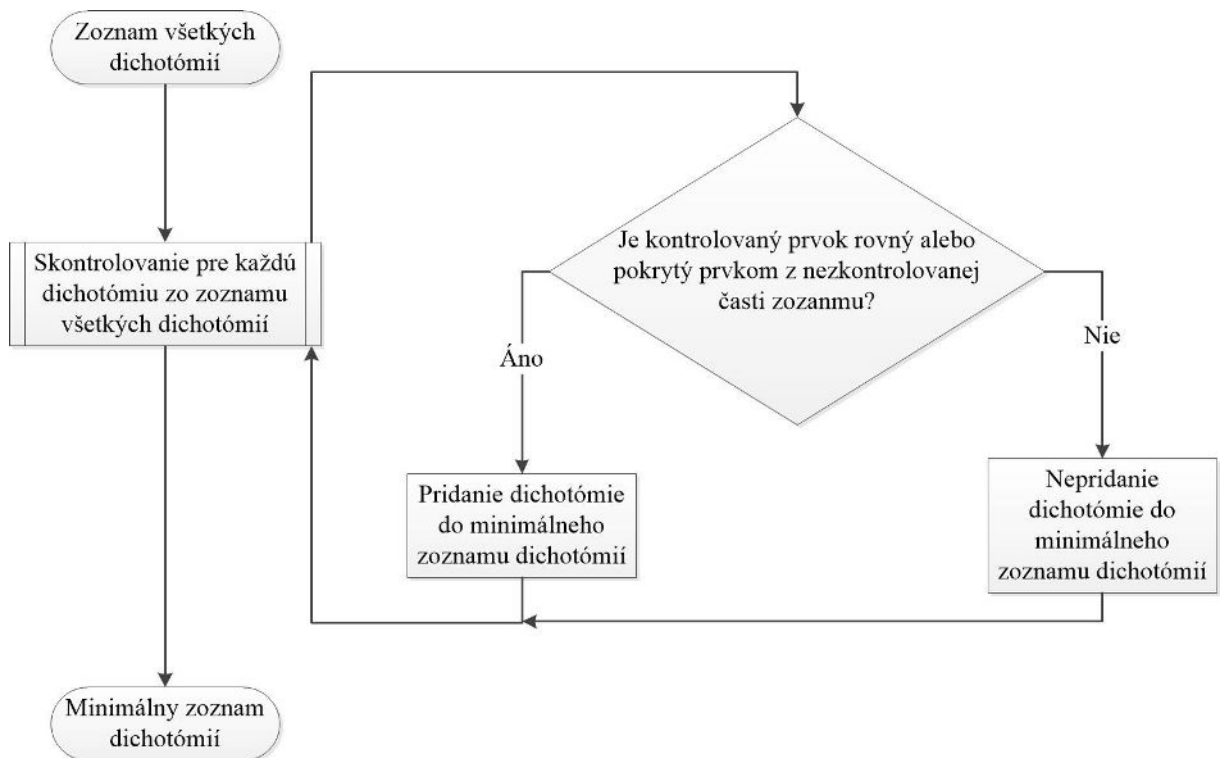 Zoznam všetkých
dichotómií
Skontrolovanie pre každú
dichotómiu zo zoznamu
všetkých dichotómií
Je kontrolovaný prvok rovný alebo
pokrytý prvkom z nezkontrolovanej
časti zozanmu?
Áno
Nie
Pridanie dichotómie
do minimálneho
zoznamu dichotómií
Nepridanie
dichotómie do
minimálneho
zoznamu dichotómií
Minimálny zoznam
dichotómií